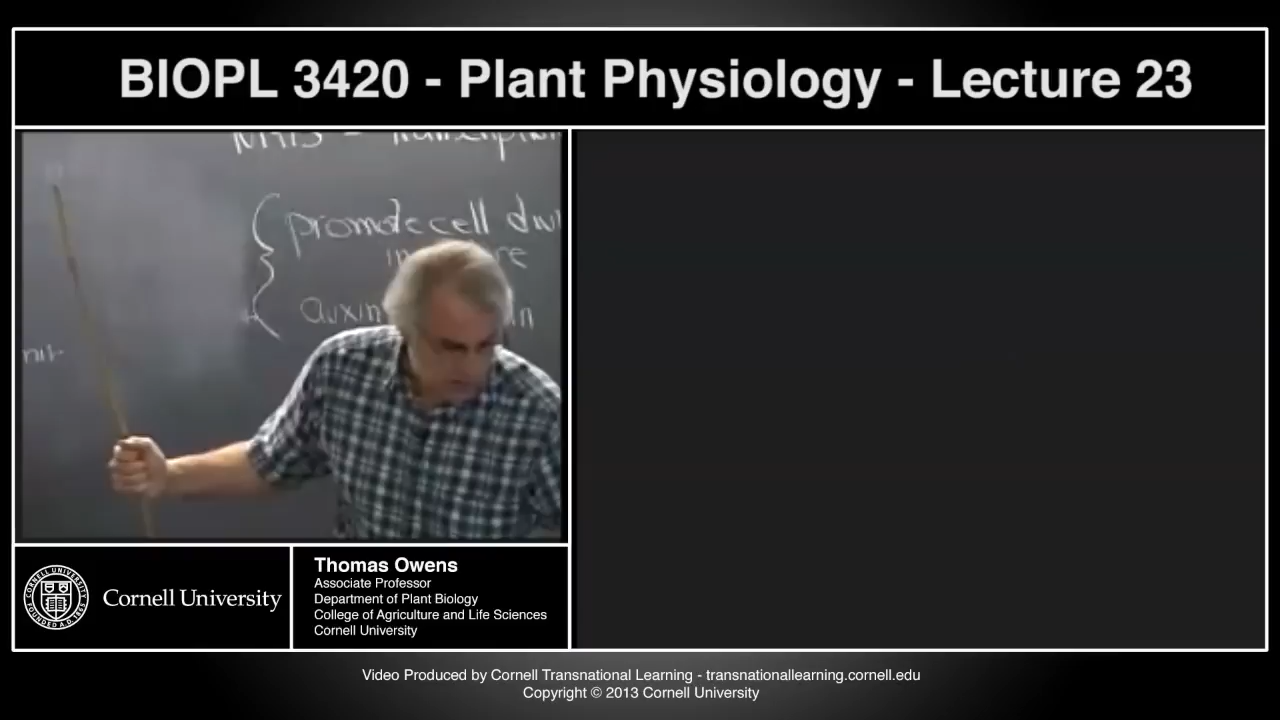 BIOPL 3420 - Plant Physiology - Lecture 23
promote cell
auxin
Cornell University
Thomas Owens
Associate Professor
Department of Plant Biology
College of Agriculture and Life Sciences
Cornell University
Video Produced by Cornell Transnational Learning - transnationallearning.cornell.edu
Copyright © 2013 Cornell University